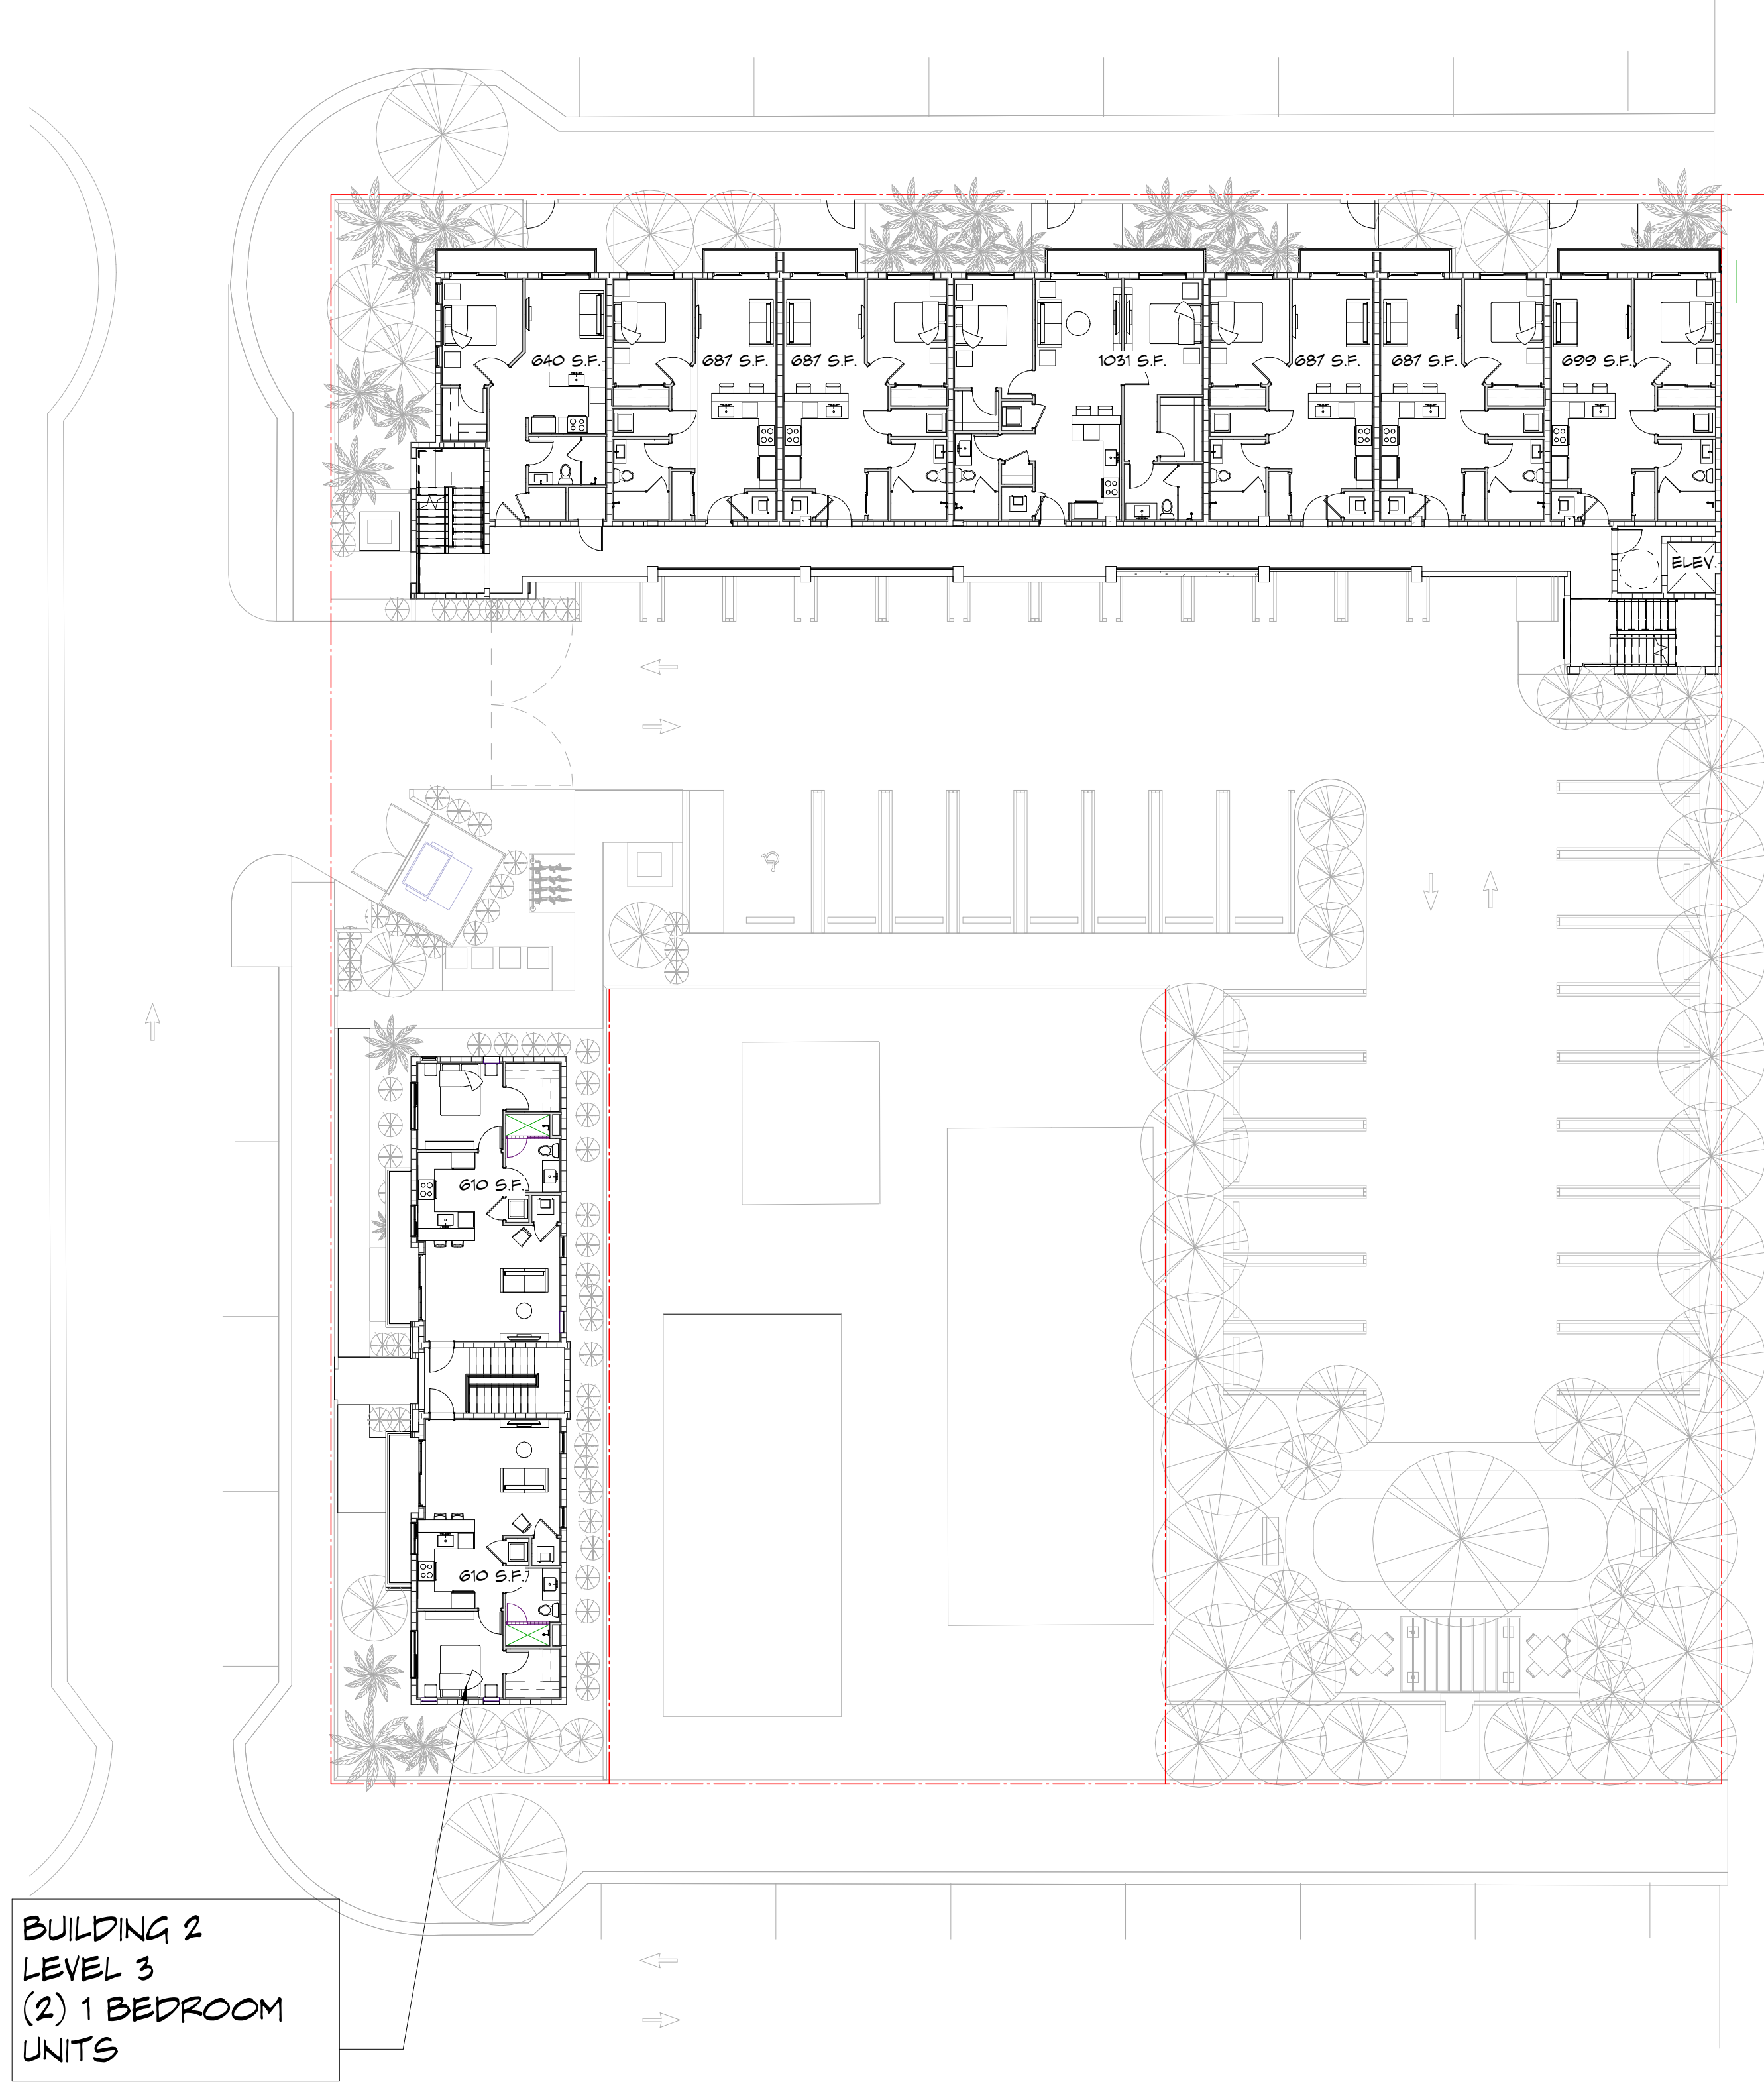 640 S.F.
687 S.F.
687 S.F.
1031 S.F.
687 S.F.
687 S.F.
699 S.F.
ELEV.
610 S.F.
610 S.F.
BUILDING 2
LEVEL 3
(2) 1 BEDROOM
UNITS